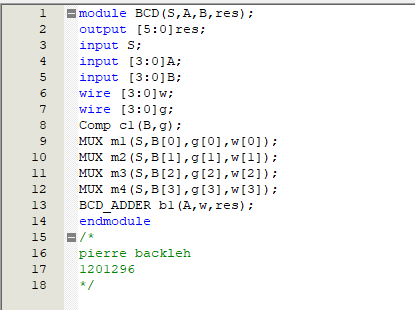 1 module BCD(S,A,B,res);
2 output [5:0]res;
3 input S;
4 input [3:0]A;
5 input [3:0]B;
6 wire [3:0]w;
7 wire [3:0]g;
8 Comp c1(B,g);
9 MUX m1(S,B[0],g[0],w[0]);
10 MUX m2(S,B[1],g[1],w[1]);
11 MUX m3(S,B[2],g[2],w[2]);
12 MUX m4(S,B[3],g[3],w[3]);
13 BCD_ADDER b1(A,w,res);
14 endmodule
15 /*
16 pierre backleh
17 1201296
18 */